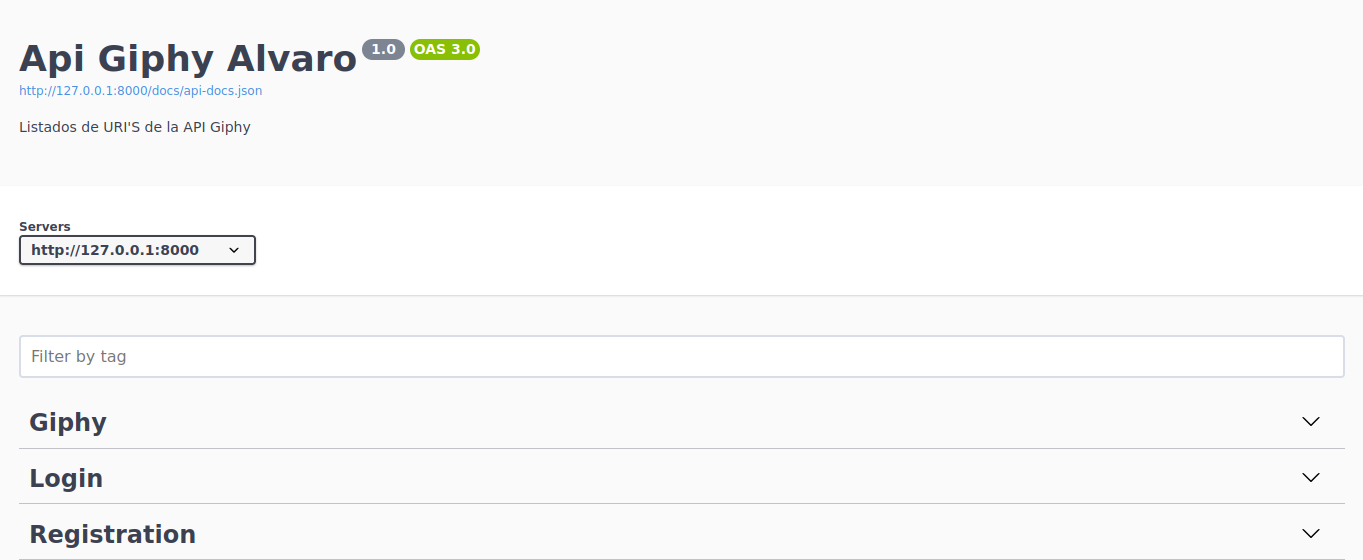 Api Giphy Alvaro 1.0 OAS 3.0
http://127.0.0.1:8000/docs/api-docs.json
Listados de URI'S de la API Giphy
Servers
http://127.0.0.1:8000
Filter by tag
Giphy
Login
Registration